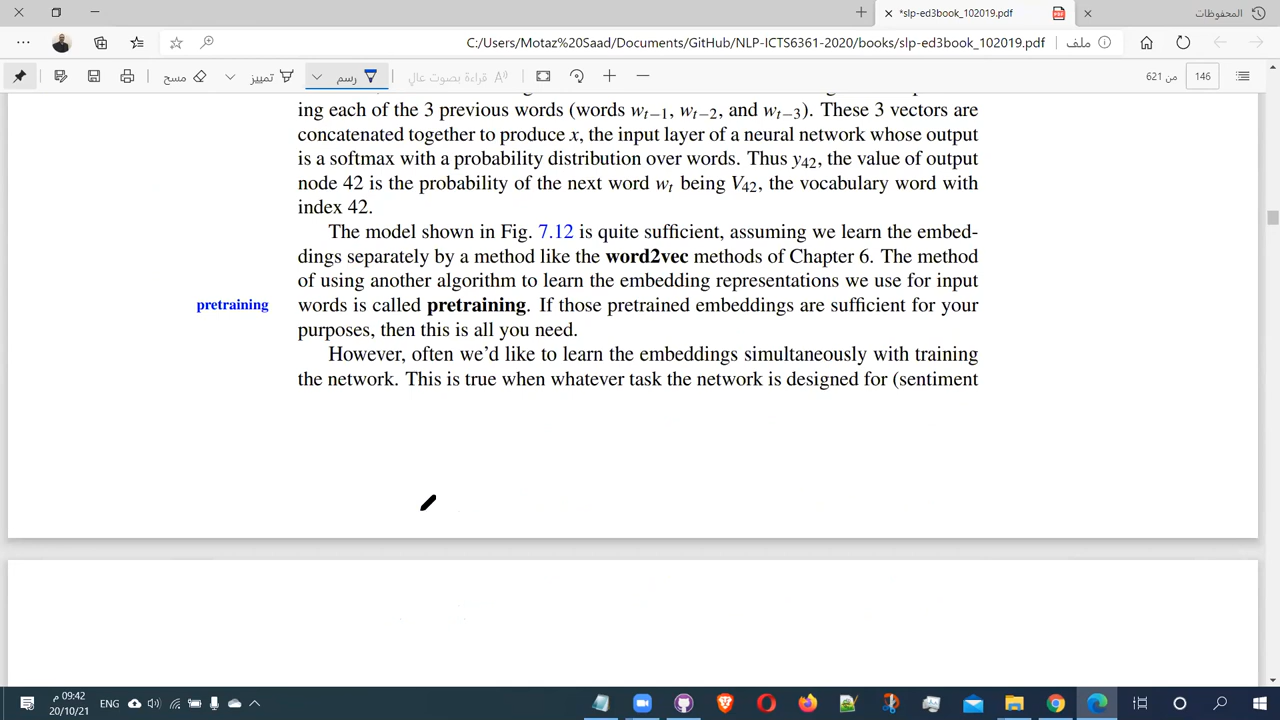 *slp-ed3book_102019.pdf
المحفوظات
C:/Users/Motaz%20Saad/Documents/GitHub/NLP-ICTS6361-2020/books/slp-ed3book_102019.pdf
ملف
مسح
تمييز
رسم
قراءة بصوت عالٍ
من 621
146
ing each of the 3 previous words (words wt−1, wt−2, and wt−3). These 3 vectors are
concatenated together to produce x, the input layer of a neural network whose output
is a softmax with a probability distribution over words. Thus y42, the value of output
node 42 is the probability of the next word wt being V42, the vocabulary word with
index 42.
The model shown in Fig. 7.12 is quite sufficient, assuming we learn the embed-
dings separately by a method like the word2vec methods of Chapter 6. The method
of using another algorithm to learn the embedding representations we use for input
pretraining
words is called pretraining. If those pretrained embeddings are sufficient for your
purposes, then this is all you need.
However, often we'd like to learn the embeddings simultaneously with training
the network. This is true when whatever task the network is designed for (sentiment
09:42 م
20/10/21
ENG